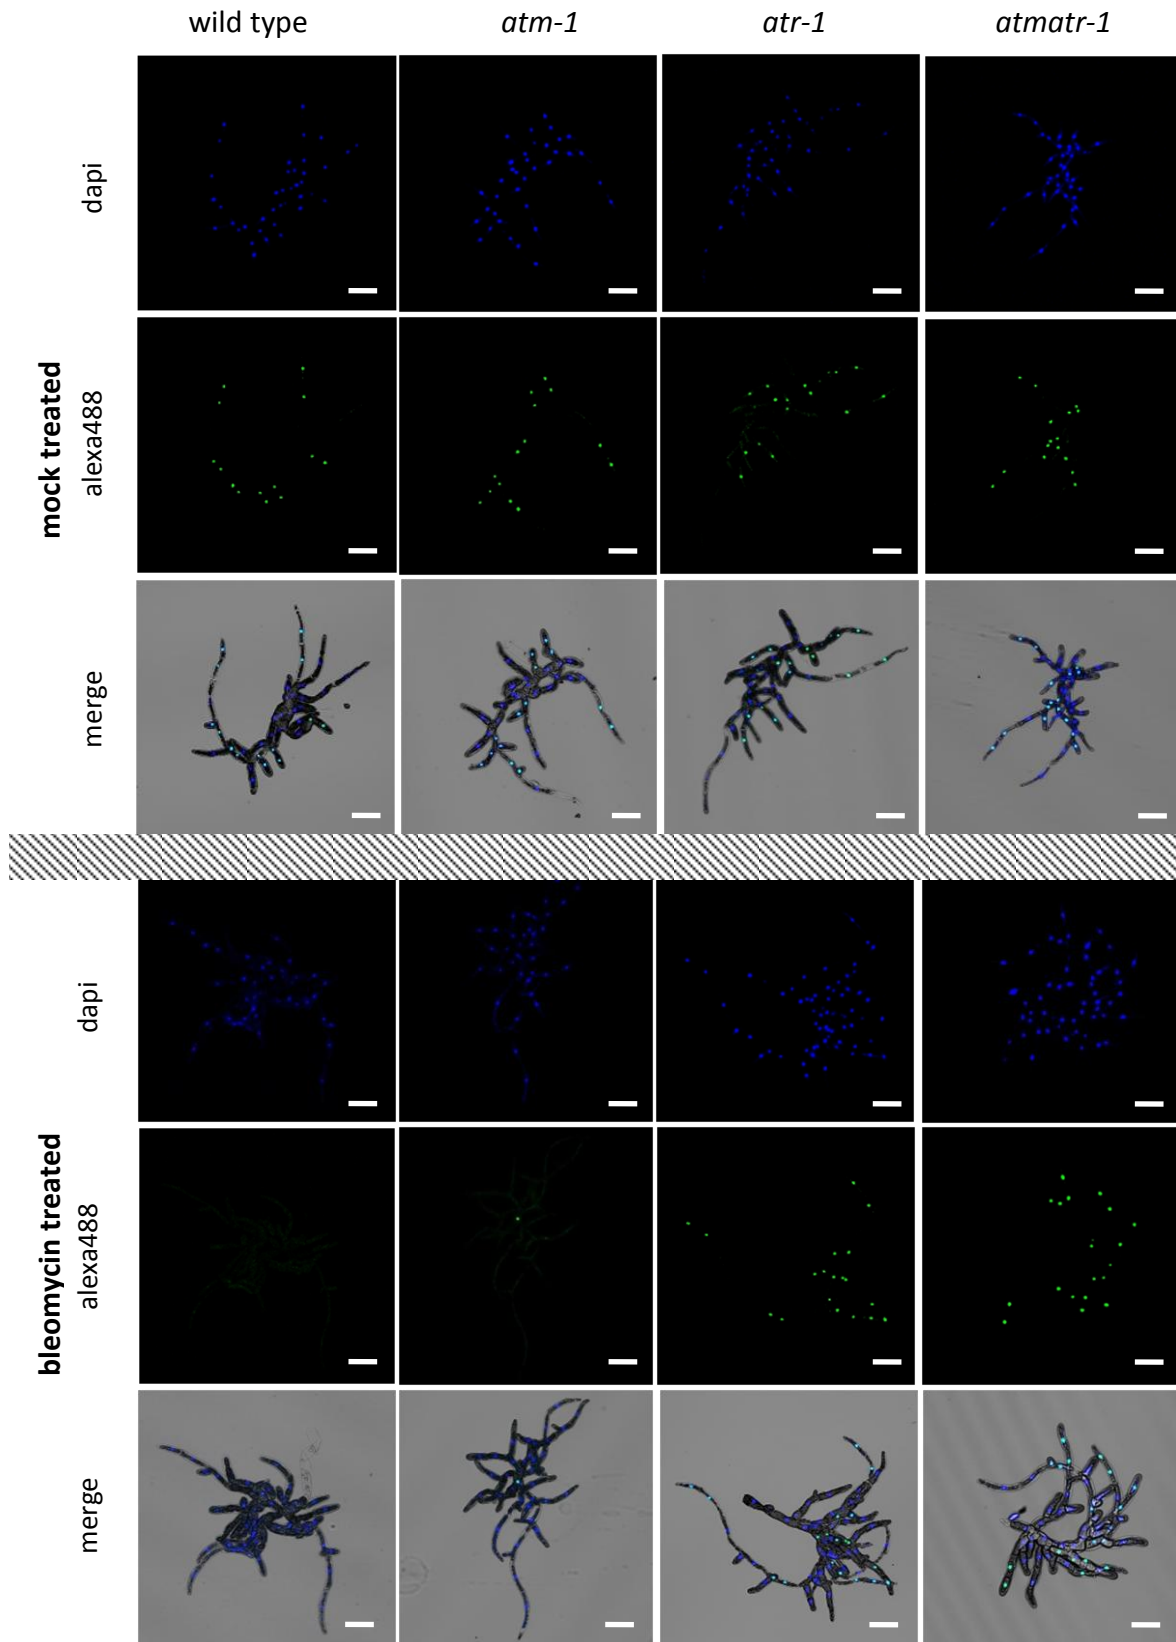 wild type
atm-1
atr-1
atmatr-1
mock treated
dapi
alexa488
merge
bleomycin treated
dapi
alexa488
merge